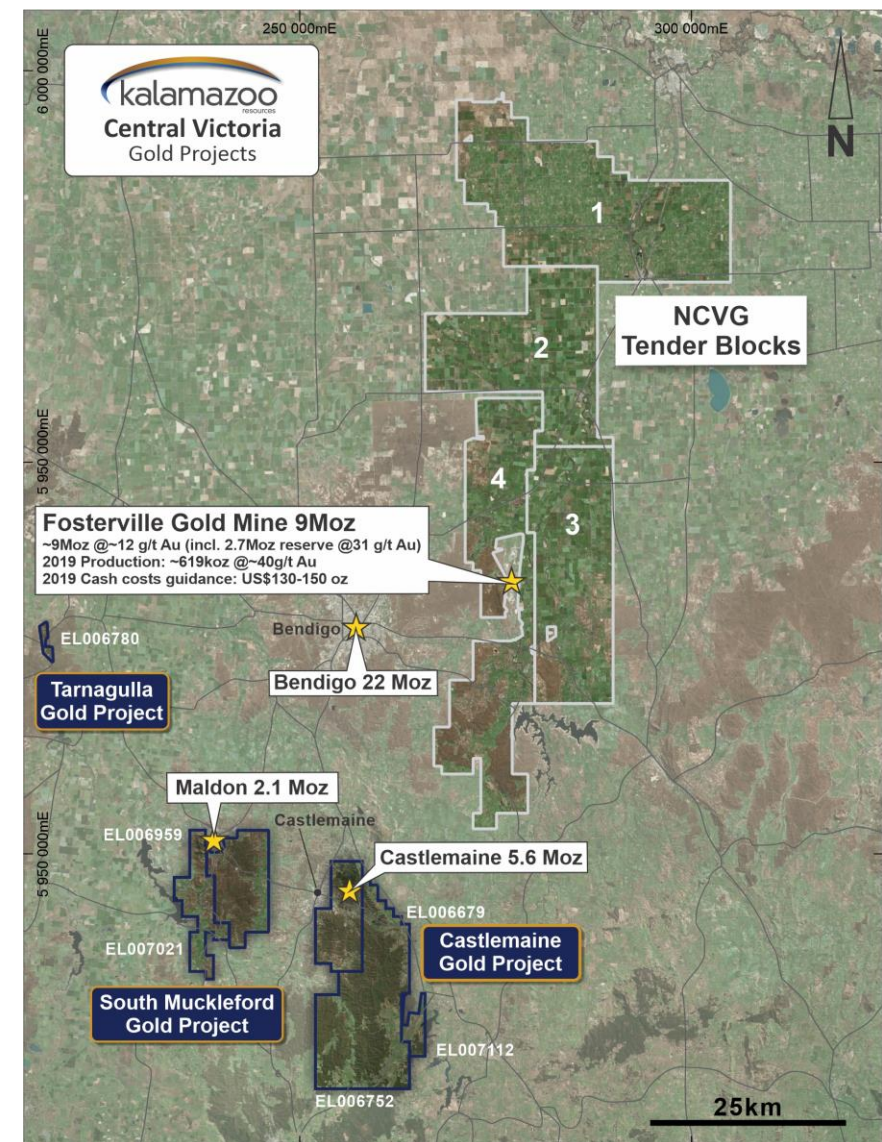 250 000mE
300 000mE
6 000 000mE
kalamazoo
resources
Central Victoria
Gold Projects
N
1
NCVG
Tender Blocks
2
5 950 000mE
4
3
Fosterville Gold Mine 9Moz
~9Moz @~12 g/t Au (incl. 2.7Moz reserve @31 g/t Au)
2019 Production: ~619koz @~40g/t Au
2019 Cash costs guidance: US$130-150 oz
EL006780
Bendigo
Tarnagulla
Gold Project
Bendigo 22 Moz
Maldon 2.1 Moz
EL006959
Castlemaine
5 950 000mE
Castlemaine 5.6 Moz
EL006679
EL007021
Castlemaine
Gold Project
South Muckleford
Gold Project
EL007112
EL006752
25km